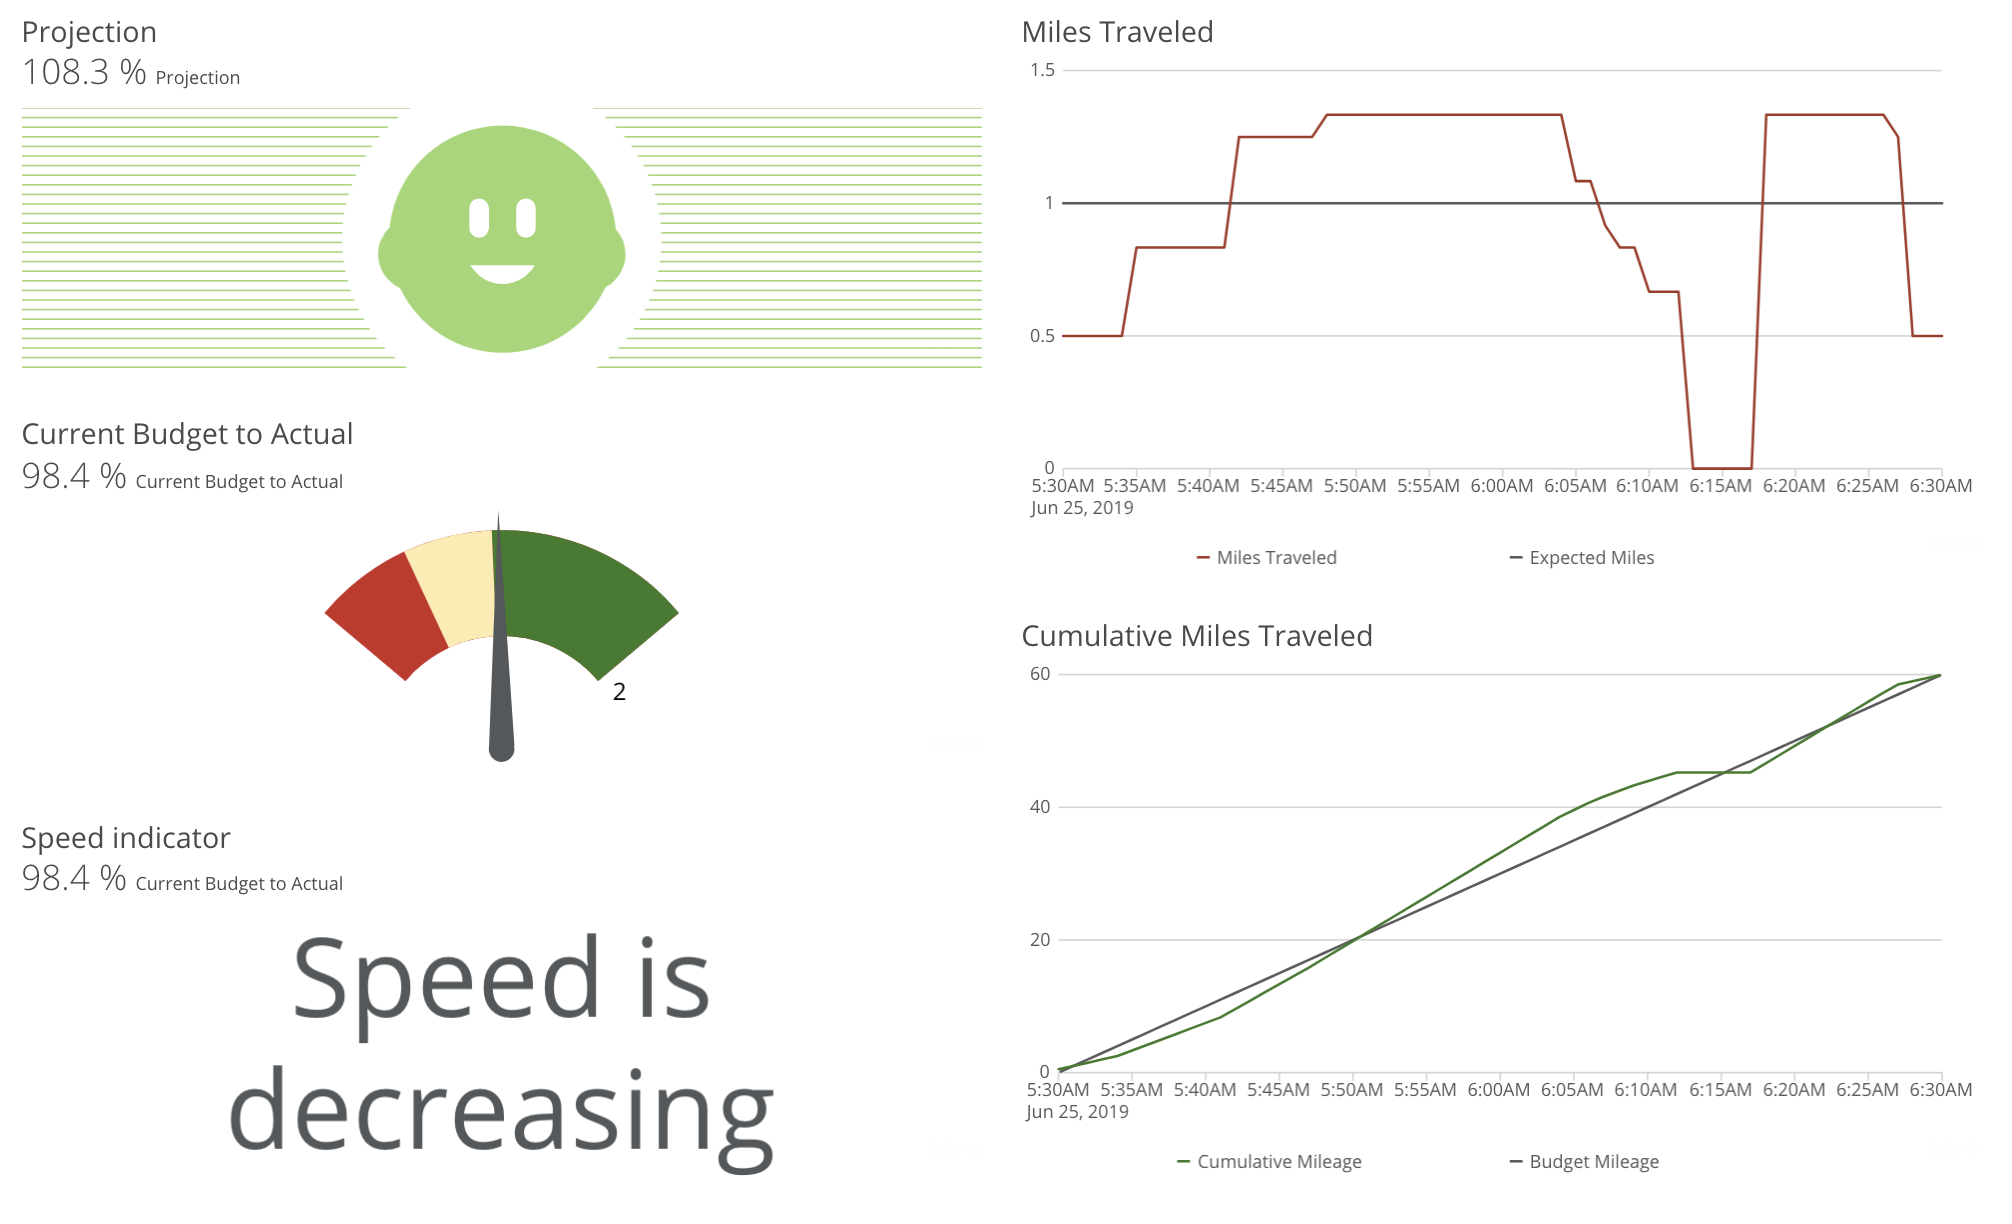 Projection
108.3 % Projection
Current Budget to Actual
98.4 % Current Budget to Actual
2
Speed indicator
98.4 % Current Budget to Actual
Speed is
decreasing
Miles Traveled
1.5
1
0.5
0
5:30AM 5:35AM 5:40AM 5:45AM 5:50AM 5:55AM 6:00AM 6:05AM 6:10AM 6:15AM 6:20AM 6:25AM 6:30AM
Jun 25, 2019
Miles Traveled Expected Miles
Cumulative Miles Traveled
60
40
20
0
5:30AM 5:35AM 5:40AM 5:45AM 5:50AM 5:55AM 6:00AM 6:05AM 6:10AM 6:15AM 6:20AM 6:25AM 6:30AM
Jun 25, 2019
Cumulative Mileage Budget Mileage